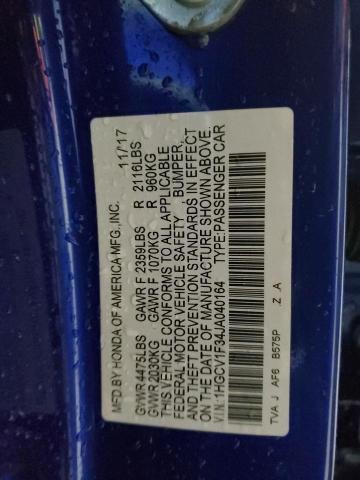 MFD BY HONDA OF AMERICA MFG., INC. 11/17
GVWR 4475LBS GAWR F 2359LBS R 2116LBS
GVWR 2030KG GAWR F 1070KG R 960KG
THIS VEHICLE CONFORMS TO ALL APPLICABLE
FEDERAL MOTOR VEHICLE SAFETY BUMPER,
AND THEFT PREVENTION STANDARDS IN EFFECT
ON THE DATE OF MANUFACTURE SHOWN ABOVE.
V.I.N.: 1HGCV1F34JA040164 TYPE: PASSENGER CAR
TVA J AF6 B575P Z A